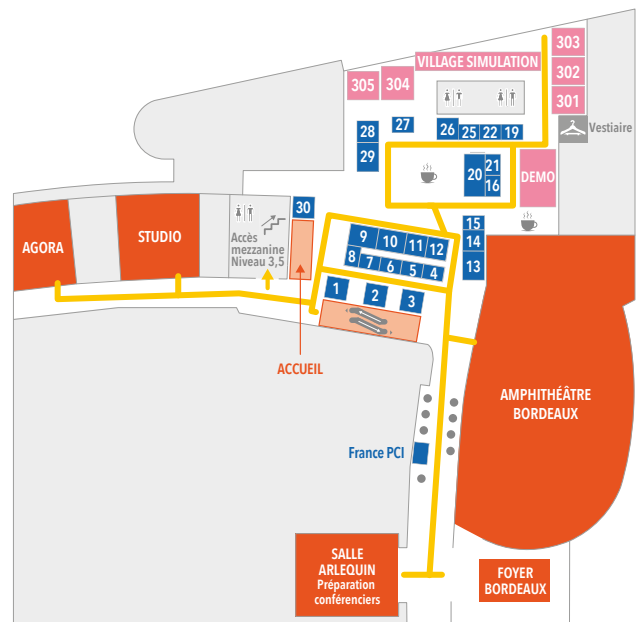 303
VILLAGE SIMULATION
302
305
304
301
28
27
26
25
22
19
Vestiaire
29
20
21
16
DEMO
30
15
9
10
11
12
14
8
7
6
5
4
13
AGORA
STUDIO
Accès
mezzanine
Niveau 3,5
1
2
3
ACCUEIL
AMPHITHÉÂTRE
BORDEAUX
France PCI
SALLE
ARLEQUIN
Préparation
conférenciers
FOYER
BORDEAUX